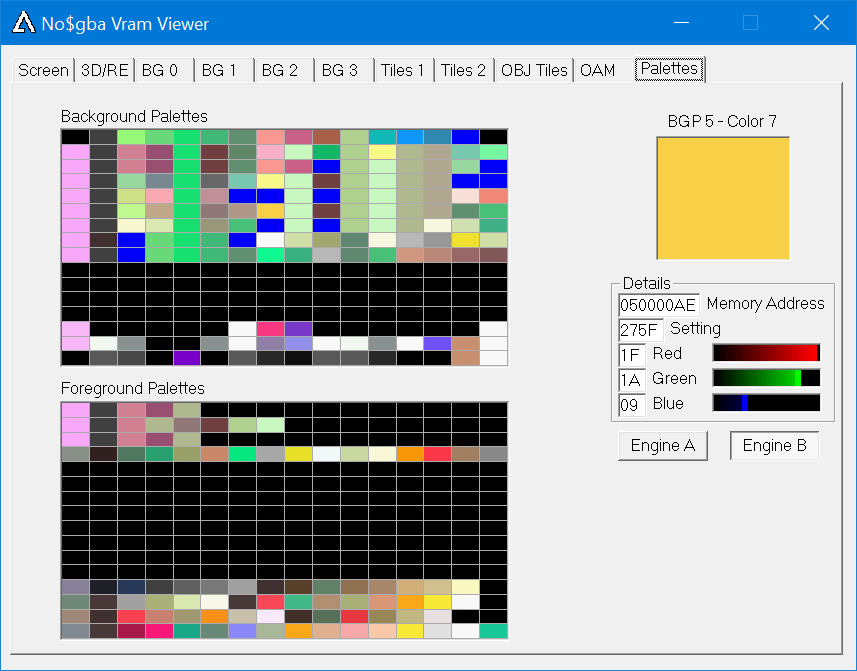 No$gba Vram Viewer
Screen 3D/RE BG 0 BG 1 BG 2 BG 3 Tiles 1 Tiles 2 OBJ Tiles OAM Palettes
Background Palettes
BGP 5 - Color 7
Details
050000AE Memory Address
275F Setting
1F Red
1A Green
09 Blue
Foreground Palettes
Engine A Engine B